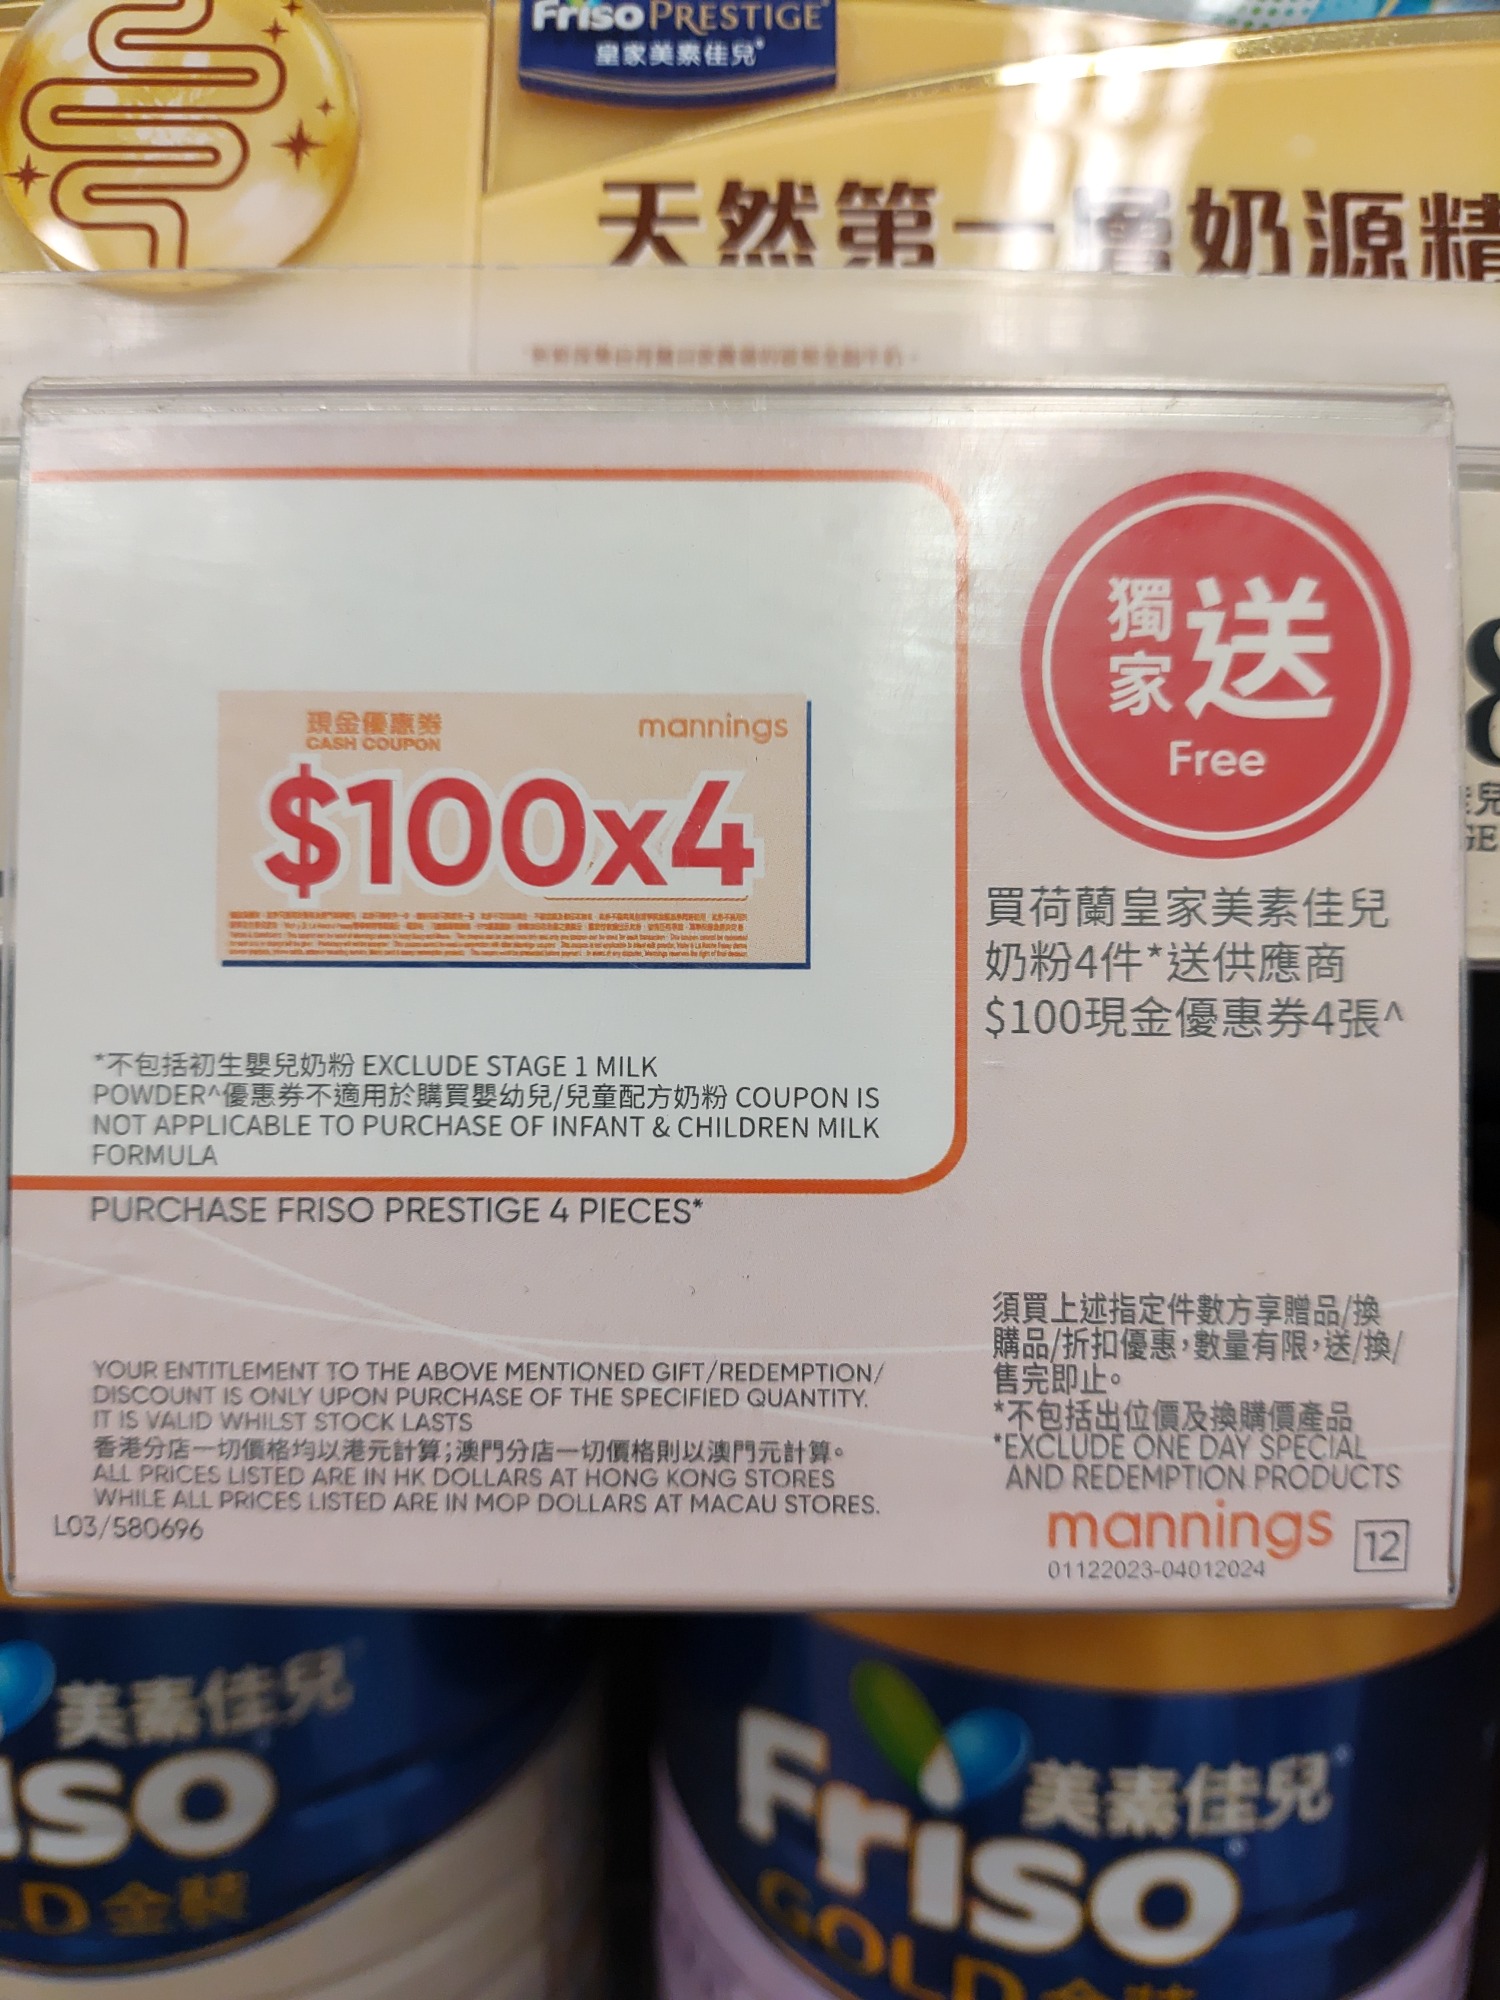 Friso PRESTIGE
皇家美素佳兒
天然第一層奶源精
獨家
送
Free
現金優惠券
CASH COUPON
mannings
$100x4
買荷蘭皇家美素佳兒
奶粉4件*送供應商
$100現金優惠券4張^
*不包括初生嬰兒奶粉 EXCLUDE STAGE 1 MILK
POWDER^優惠券不適用於購買嬰幼兒/兒童配方奶粉 COUPON IS
NOT APPLICABLE TO PURCHASE OF INFANT & CHILDREN MILK
FORMULA
PURCHASE FRISO PRESTIGE 4 PIECES*
須買上述指定件數方享贈品/換
購品/折扣優惠，數量有限，送/換/
售完即止。
*不包括出位價及換購價產品
*EXCLUDE ONE DAY SPECIAL
AND REDEMPTION PRODUCTS
YOUR ENTITLEMENT TO THE ABOVE MENTIONED GIFT/REDEMPTION/
DISCOUNT IS ONLY UPON PURCHASE OF THE SPECIFIED QUANTITY.
IT IS VALID WHILST STOCK LASTS
香港分店一切價格均以港元計算；澳門分店一切價格則以澳門元計算。
ALL PRICES LISTED ARE IN HK DOLLARS AT HONG KONG STORES
WHILE ALL PRICES LISTED ARE IN MOP DOLLARS AT MACAU STORES.
L03/580696
mannings
12
01122023-04012024
美素佳兒
iso
LD 金裝
美素佳兒
Friso
GOLD 金裝